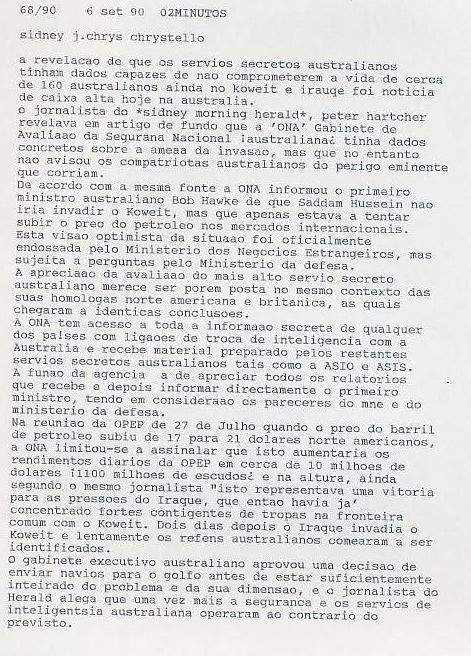 68/90    6 set 90  02MINUTOS
sidney j.chrys chrystello
a revelacao de que os servios secretos australianos
tinham dados capazes de nao comprometerem a vida de cerca
de 160 australianos ainda no koweit e irauqe foi noticia
de caixa alta hoje na australia.
o jornalista do *sidney morning herald*, peter hartcher
revelava em artigo de fundo que a 'ONA' Gabinete de
Avaliaao da Segurana Nacional ¡australiana¿ tinha dados
concretos sobre a ameaa da invasao, mas que no entanto
nao avisou os compatriotas australianos do perigo eminente
que corriam.
De acordo com a mesma fonte a ONA informou o primeiro
ministro australiano Bob Hawke de que Saddam Hussein nao
iria invadir o Koweit, mas que apenas estava a tentar
subir o preo do petroleo nos mercados internacionais.
Esta visao optimista da situaao foi oficialmente
endossada pelo Ministerio dos Negocios Estrangeiros, mas
sujeita a perguntas pelo Ministerio da defesa.
A apreciaao da avaliaao do mais alto servio secreto
australiano merece ser porem posta no mesmo contexto das
suas homologas norte americana e britanica, as quais
chegaram a identicas conclusoes.
A ONA tem acesso a toda a informaao secreta de qualquer
dos países com ligaoes de troca de inteligencia com a
Australia e recebe material preparado pelos restantes
servios secretos australianos tais como a ASIO e ASIS.
A funao da agencia  a de apreciar todos os relatorios
que recebe e depois informar directamente o primeiro
ministro, tendo em consideraao os pareceres do mne e do
ministerio da defesa.
Na reuniao da OPEP de 27 de Julho quando o preo do barril
de petroleo subiu de 17 para 21 dolares norte americanos,
a ONA limitou-se a assinalar que isto aumentaria os
rendimentos diarios da OPEP em cerca de 10 milhoes de
dolares ¡1100 milhoes de escudos¿ e na altura, ainda
segundo o mesmo jornalista "isto representava uma vitoria
para as pressoes do Iraque, que entao havia ja'
concentrado fortes contigentes de tropas na fronteira
comum com o Koweit. Dois dias depois o Iraque invadia o
Koweit e lentamente os refens australianos comearam a ser
identificados.
O gabinete executivo australiano aprovou uma decisao de
enviar navios para o golfo antes de estar suficientemente
inteirado do problema e da sua dimensao, e o jornalista do
Herald alega que uma vez mais a seguranca e os servios de
inteligentsia australiana operaram ao contrario do
previsto.